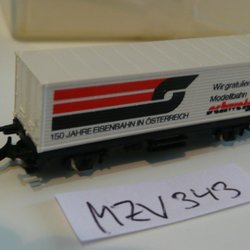 Wir gratulieren
Modellbahn
150 JAHRE EISENBAHN IN ÖSTERREICH
MZV 343